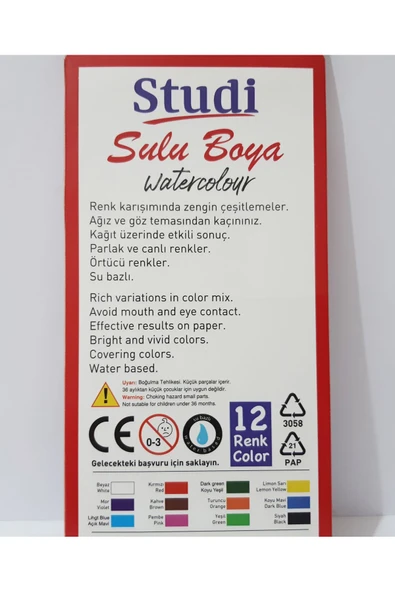 Studi
Sulu Boya
Watercolour
Renk karışımında zengin çeşitlemeler.
Ağız ve göz temasından kaçınınız.
Kağıt üzerinde etkili sonuç.
Parlak ve canlı renkler.
Örtücü renkler.
Su bazlı.
Rich variations in color mix.
Avoid mouth and eye contact.
Effective results on paper.
Bright and vivid colors.
Covering colors.
Water based.
Uyarı: Boğulma Tehlikesi. Küçük parçalar içerir.
36 aylıktan küçük çocuklar için uygun değildir.
Warning: Choking hazard small parts.
Not suitable for children under 36 months.
CE
0-3
12
Renk
Color
3058
21
PAP
Gelecekteki başvuru için saklayın.
Beyaz
White
Kırmızı
Red
Dark green
Koyu Yeşil
Limon Sarı
Lemon Yellow
Mor
Violet
Kahve
Brown
Turuncu
Orange
Koyu Mavi
Dark Blue
Lihgt Blue
Açık Mavi
Pembe
Pink
Yeşil
Green
Siyah
Black